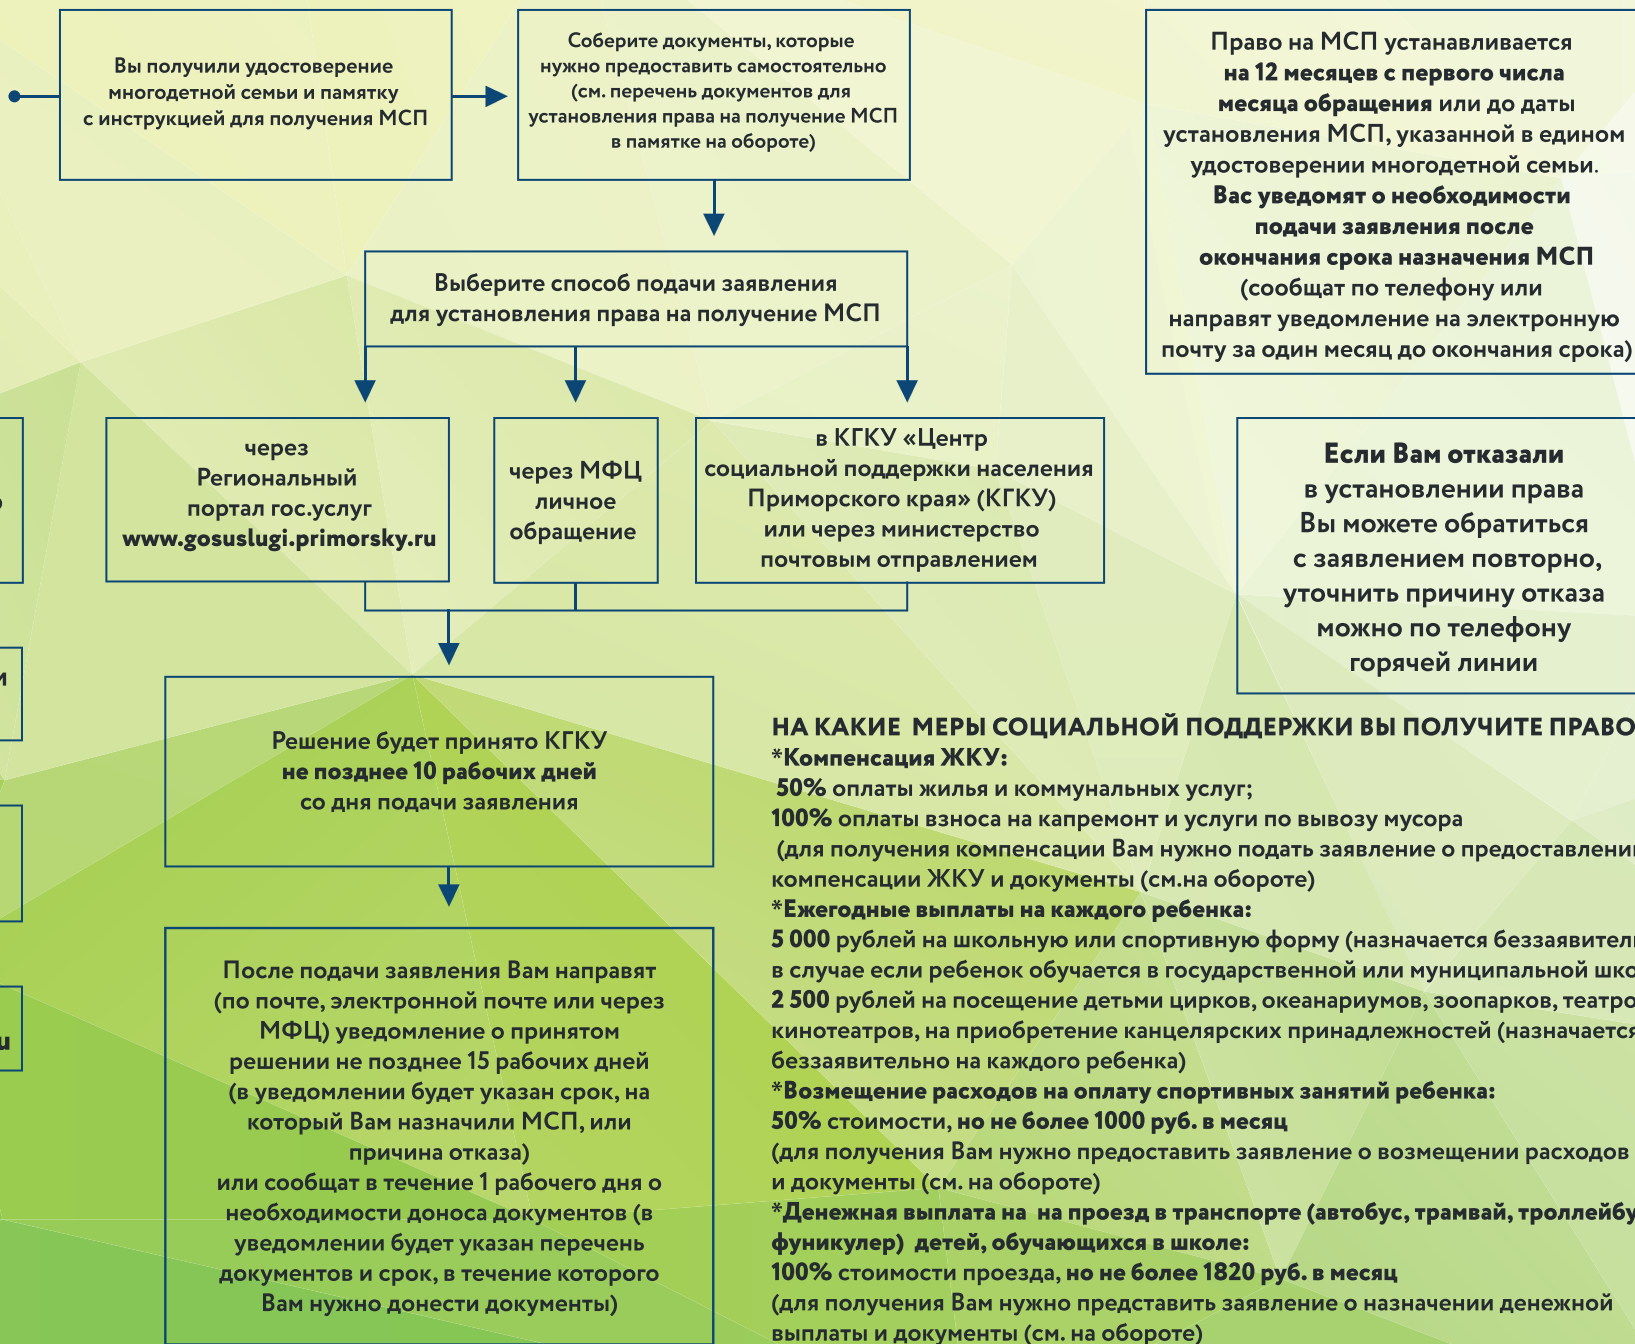 Вы получили удостоверение
многодетной семьи и памятку
с инструкцией для получения МСП
Соберите документы, которые
нужно предоставить самостоятельно
(см. перечень документов для
установления права на получение МСП
в памятке на обороте)
Выберите способ подачи заявления
для установления права на получение МСП
через
Региональный
портал гос.услуг
www.gosuslugi.primorsky.ru
через МФЦ
личное
обращение
в КГКУ «Центр
социальной поддержки населения
Приморского края» (КГКУ)
или через министерство
почтовым отправлением
Решение будет принято КГКУ
не позднее 10 рабочих дней
со дня подачи заявления
После подачи заявления Вам направят
(по почте, электронной почте или через
МФЦ) уведомление о принятом
решении не позднее 15 рабочих дней
(в уведомлении будет указан срок, на
который Вам назначили МСП, или
причина отказа)
или сообщат в течение 1 рабочего дня о
необходимости доноса документов (в
уведомлении будет указан перечень
документов и срок, в течение которого
Вам нужно донести документы)
Право на МСП устанавливается
на 12 месяцев с первого числа
месяца обращения или до даты
установления МСП, указанной в едином
удостоверении многодетной семьи.
Вас уведомят о необходимости
подачи заявления после
окончания срока назначения МСП
(сообщат по телефону или
направят уведомление на электронную
почту за один месяц до окончания срока)
Если Вам отказали
в установлении права
Вы можете обратиться
с заявлением повторно,
уточнить причину отказа
можно по телефону
горячей линии
НА КАКИЕ МЕРЫ СОЦИАЛЬНОЙ ПОДДЕРЖКИ ВЫ ПОЛУЧИТЕ ПРАВО
*Компенсация ЖКУ:
50% оплаты жилья и коммунальных услуг;
100% оплаты взноса на капремонт и услуги по вывозу мусора
(для получения компенсации Вам нужно подать заявление о
компенсации ЖКУ и документы (см.на обороте)
*Ежегодные выплаты на каждого ребенка:
5 000 рублей на школьную или спортивную форму (назначается
в случае если ребенок обучается в государственной или муниципальной
2 500 рублей на посещение детьми цирков, океанариумов, зоопарков,
кинотеатров, на приобретение канцелярских принадлежностей (назначается
беззаявительно на каждого ребенка)
*Возмещение расходов на оплату спортивных занятий ребенка:
50% стоимости, но не более 1000 руб. в месяц
(для получения Вам нужно предоставить заявление о возмещении расходов
и документы (см. на обороте)
*Денежная выплата на на проезд в транспорте (автобус, трамвай,
фуникулер) детей, обучающихся в школе:
100% стоимости проезда, но не более 1820 руб. в месяц
(для получения Вам нужно представить заявление о назначении денежной
выплаты и документы (см. на обороте)